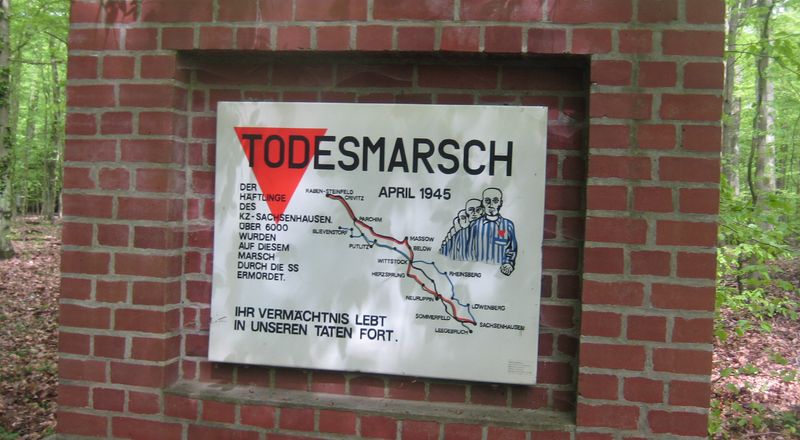 TODESMARSCH
APRIL 1945
DER
HÄFTLINGE
DES
KZ-SACHSENHAUSEN.
ÜBER 6000
WURDEN
AUF DIESEM
MARSCH
DURCH DIE SS
ERMORDET.
RABEN-STEINFELD
CRIVITZ
PARCHIM
BLIEVENSTORF
PUTLITZ
MASSOW
BELOW
WITTSTOCK
HERZSPRUNG
RHEINSBERG
NEURUPPIN
LÖWENBERG
SOMMERFELD
SACHSENHAUSEN
LEEGEBRUCH
IHR VERMÄCHTNIS LEBT
IN UNSEREN TATEN FORT.